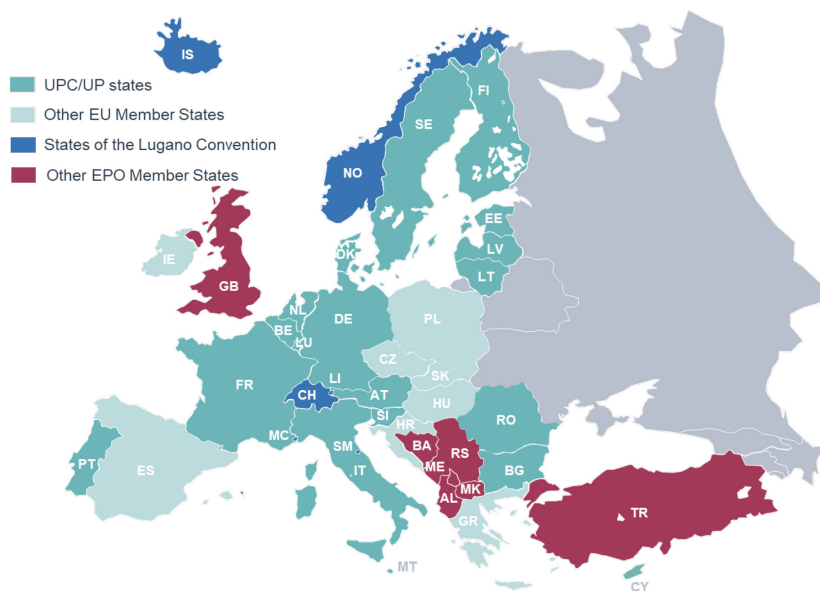 IS
UPC/UP states
Other EU Member States
States of the Lugano Convention
Other EPO Member States
FI
SE
NO
EE
LV
LT
DK
IE
GB
NL
BE
LU
DE
PL
CZ
SK
LI
AT
HU
FR
CH
SI
HR
RO
MC
SM
IT
BA
RS
ME
BG
PT
ES
AL
MK
GR
TR
MT
CY